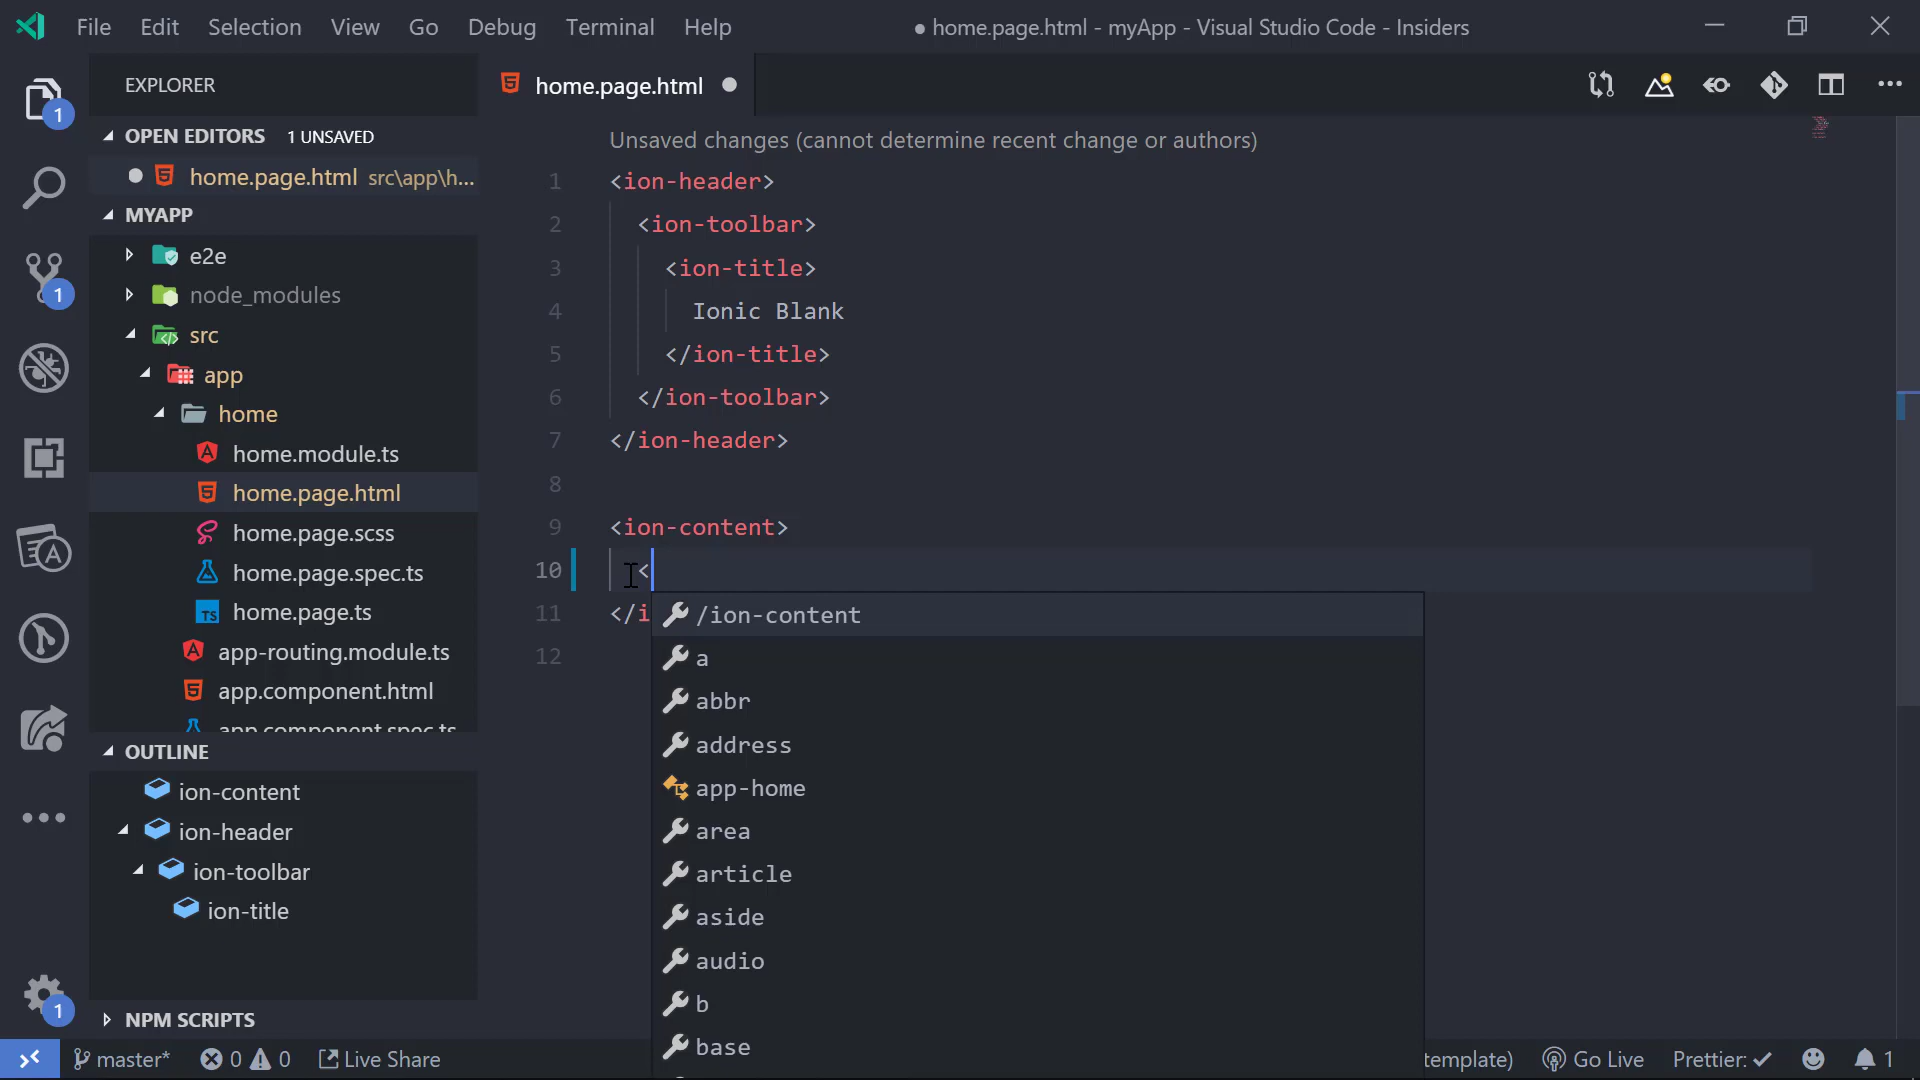 File Edit Selection View Go Debug Terminal Help
● home.page.html - myApp - Visual Studio Code - Insiders
EXPLORER
home.page.html
1
OPEN EDITORS 1 UNSAVED
home.page.html src\app\h...
MYAPP
e2e
node_modules
src
app
home
home.module.ts
home.page.html
home.page.scss
home.page.spec.ts
home.page.ts
app-routing.module.ts
app.component.html
app.component.spec.ts
1
OUTLINE
ion-content
ion-header
ion-toolbar
ion-title
NPM SCRIPTS
1
Unsaved changes (cannot determine recent change or authors)
1 <ion-header>
2 <ion-toolbar>
3 <ion-title>
4 Ionic Blank
5 </ion-title>
6 </ion-toolbar>
7 </ion-header>
8
9 <ion-content>
10 <
11 </i
12
/ion-content
a
abbr
address
app-home
area
article
aside
audio
b
base
master* 0 0 Live Share
template) Go Live Prettier: ✓ 1